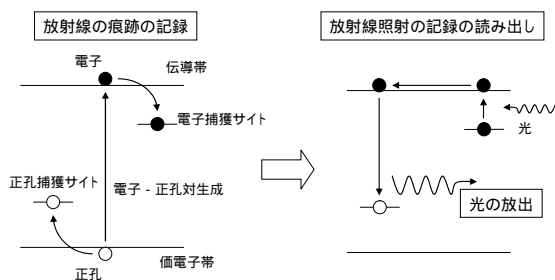 放射線の痕跡の記録
電子
伝導帯
電子捕獲サイト
正孔捕獲サイト
電子 - 正孔対生成
価電子帯
正孔
放射線照射の記録の読み出し
光
光の放出